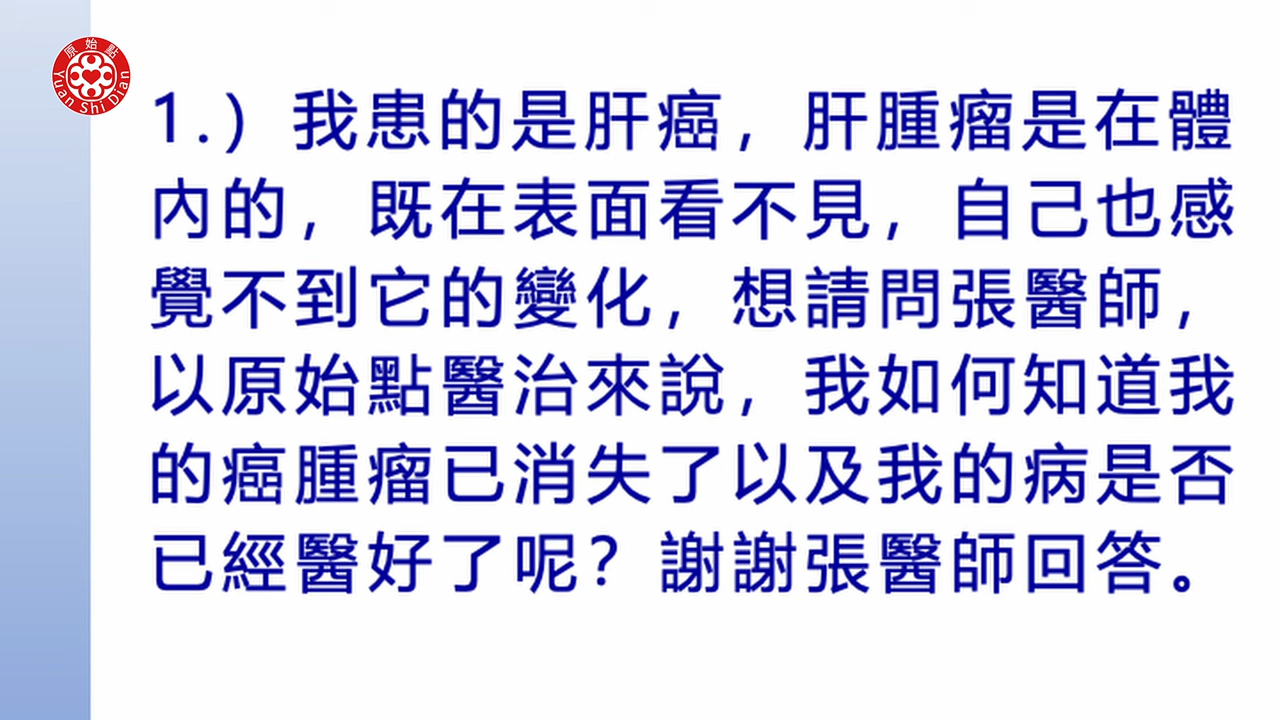 原始點
Yuan Shi Dian
1.）我患的是肝癌，肝腫瘤是在體
內的，既在表面看不見，自己也感
覺不到它的變化，想請問張醫師，
以原始點醫治來說，我如何知道我
的癌腫瘤已消失了以及我的病是否
已經醫好了呢？謝謝張醫師回答。